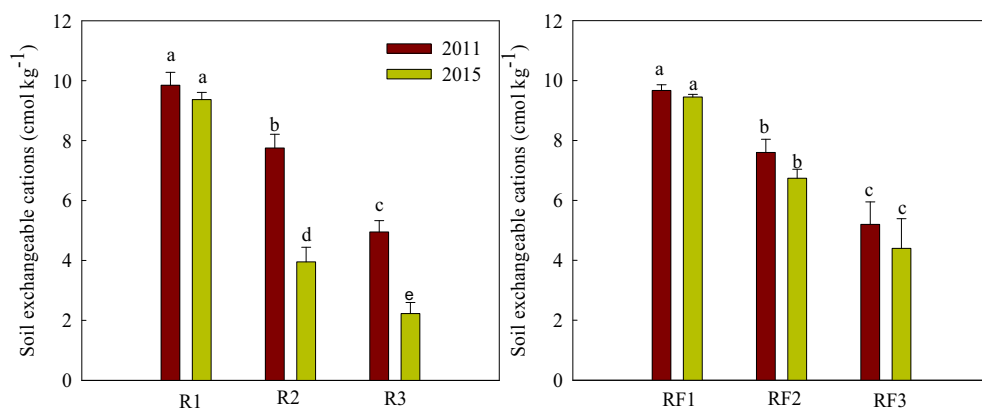 12
10
8
6
4
2
0
Soil exchangeable cations (cmol kg-1)
2011
2015
a
a
b
d
c
e
R1
R2
R3
12
10
8
6
4
2
0
Soil exchangeable cations (cmol kg-1)
a
a
b
b
c
c
RF1
RF2
RF3